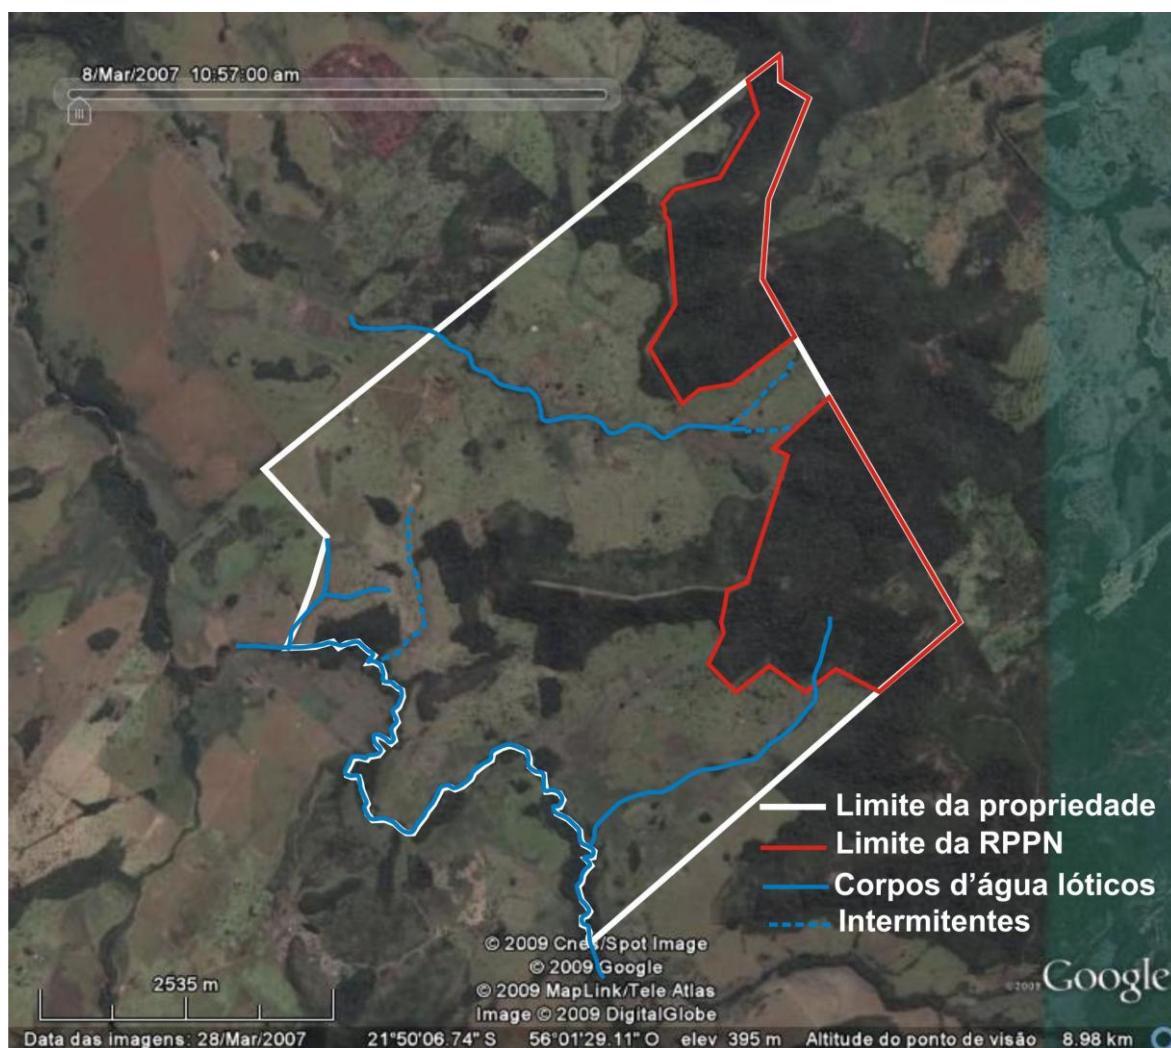 8/Mar/2007 10:57:00 am
Limite da propriedade
Limite da RPPN
Corpos d'água lóticos
Intermitentes
© 2009 Cnes/Spot Image
© 2009 Google
© 2009 MapLink/Tele Atlas
Image © 2009 DigitalGlobe
©2009 Google
2535 m
Data das imagens: 28/Mar/2007 21°50'06.74" S 56°01'29.11" O elev 395 m Altitude do ponto de visão 8.98 km